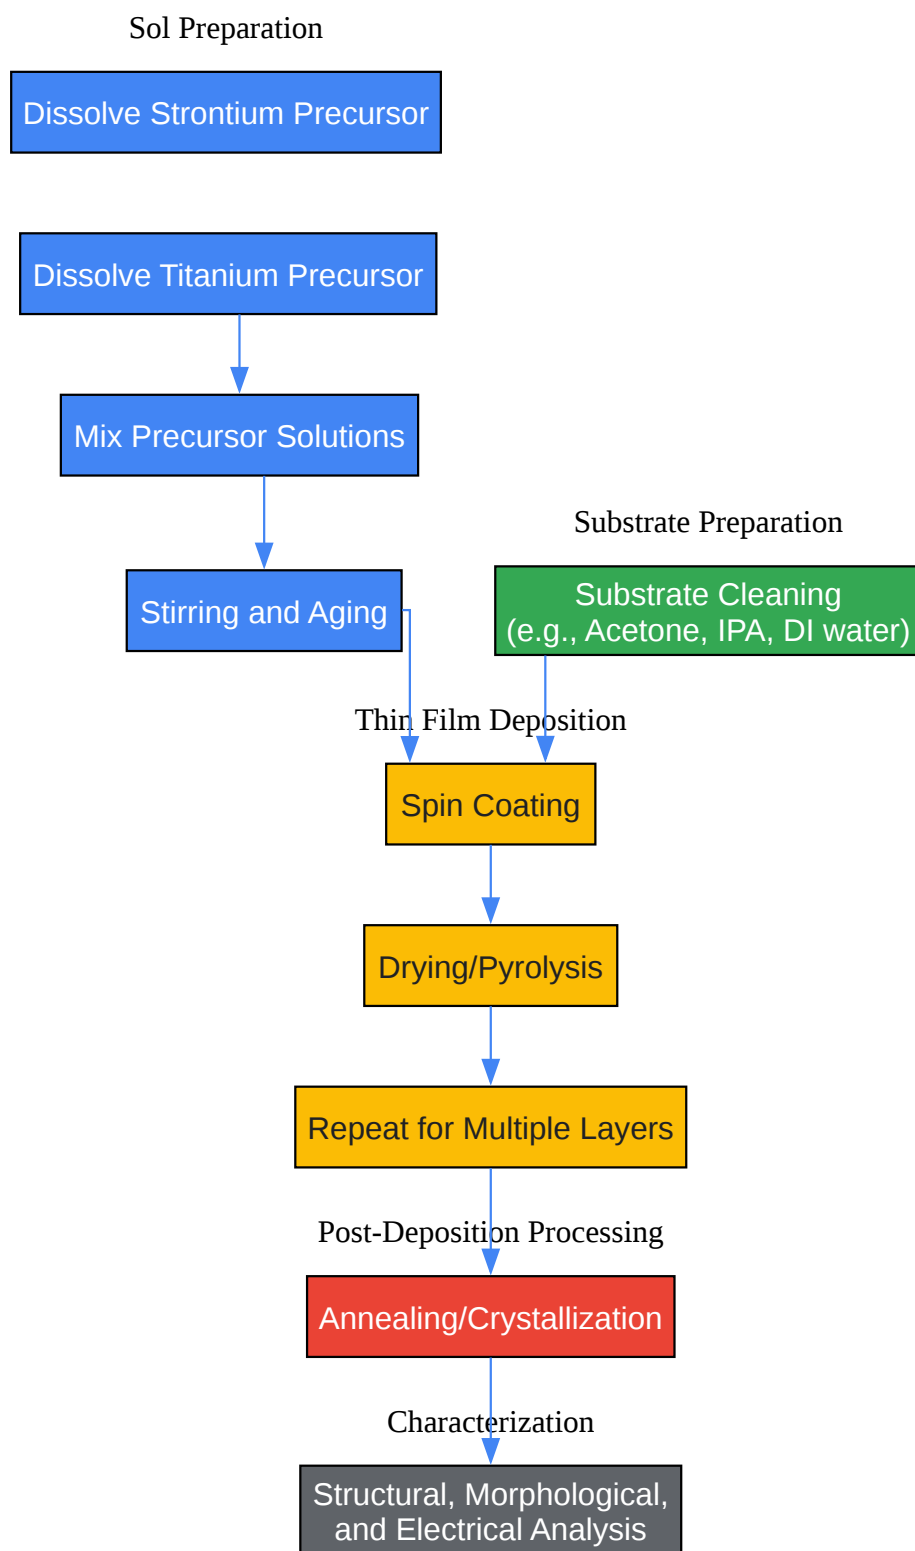 Sol Preparation
Dissolve Strontium Precursor
Dissolve Titanium Precursor
Mix Precursor Solutions
Stirring and Aging
Substrate Preparation
Substrate Cleaning
(e.g., Acetone, IPA, DI water)
Thin Film Deposition
Spin Coating
Drying/Pyrolysis
Repeat for Multiple Layers
Post-Deposition Processing
Annealing/Crystallization
Characterization
Structural, Morphological,
and Electrical Analysis